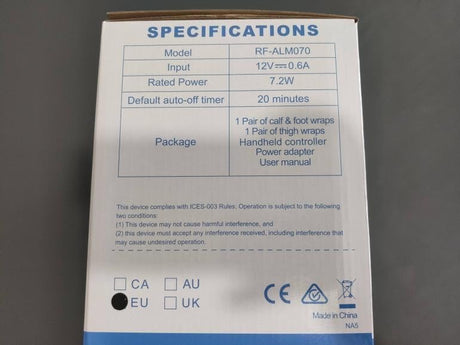 SPECIFICATIONS
Model RF-ALM070
Input 12V⎓0.6A
Rated Power 7.2W
Default auto-off timer 20 minutes
Package
1 Pair of calf & foot wraps
1 Pair of thigh wraps
Handheld controller
Power adapter
User manual
This device complies with ICES-003 Rules; Operation is subject to the following
two conditions:
(1) This device may not cause harmful interference, and
(2) this device must accept any interference received, including interference that
may cause undesired operation.
CA AU
EU UK
CE
Made in China
NA5